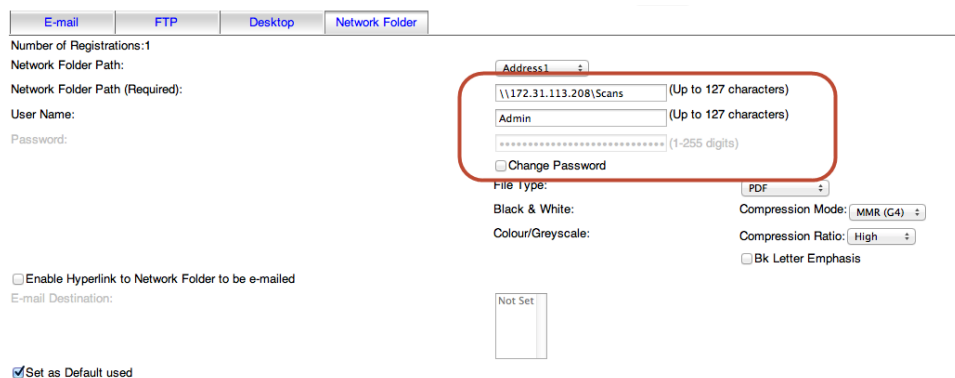 E-mail FTP Desktop Network Folder
Number of Registrations:1
Network Folder Path: Address1
Network Folder Path (Required): \\172.31.113.208\Scans (Up to 127 characters)
User Name: Admin (Up to 127 characters)
Password: •••••••••••••••••••••••••••••• (1-255 digits)
Change Password
File Type: PDF
Black & White: Compression Mode: MMR (G4)
Colour/Greyscale: Compression Ratio: High
Bk Letter Emphasis
Enable Hyperlink to Network Folder to be e-mailed
E-mail Destination: Not Set
Set as Default used